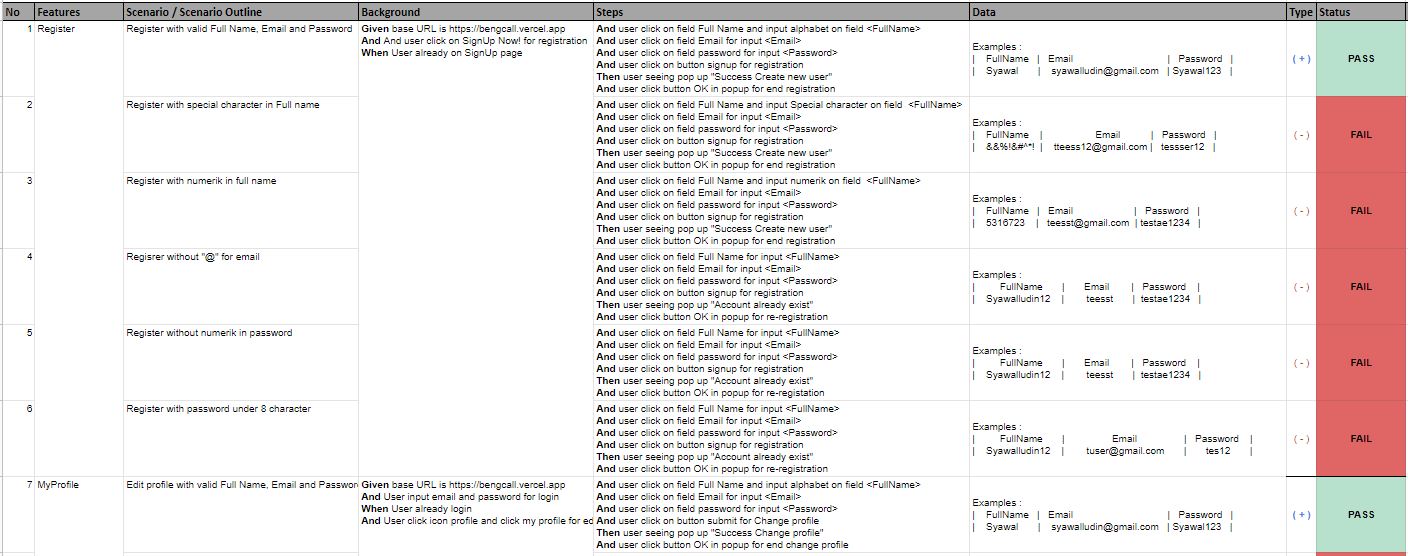 No Features Scenario / Scenario Outline Background Steps Data Type Status
1 Register Register with valid Full Name, Email and Password
Given base URL is https://bengcall.vercel.app
And And user click on SignUp Now! for registration
When User already on SignUp page
And user click on field Full Name and input alphabet on field <FullName>
And user click on field Email for input <Email>
And user click on field password for input <Password>
And user click on button signup for registration
Then user seeing pop up "Success Create new user"
And user click button OK in popup for end registration
Examples :
| FullName | Email | Password |
| Syawal | syawalludin@gmail.com | Syawal123 |
( + ) PASS
2 Register with special character in Full name
And user click on field Full Name and input Special character on field <FullName>
And user click on field Email for input <Email>
And user click on field password for input <Password>
And user click on button signup for registration
Then user seeing pop up "Success Create new user"
And user click button OK in popup for end registration
Examples :
| FullName | Email | Password |
| &&%!&#^*! | tteess12@gmail.com | tessser12 |
( - ) FAIL
3 Register with numerik in full name
And user click on field Full Name and input numerik on field <FullName>
And user click on field Email for input <Email>
And user click on field password for input <Password>
And user click on button signup for registration
Then user seeing pop up "Success Create new user"
And user click button OK in popup for end registration
Examples :
| FullName | Email | Password |
| 5316723 | teesst@gmail.com | testae1234 |
( - ) FAIL
4 Regisrer without "@" for email
And user click on field Full Name for input <FullName>
And user click on field Email for input <Email>
And user click on field password for input <Password>
And user click on button signup for registration
Then user seeing pop up "Account already exist"
And user click button OK in popup for re-registration
Examples :
| FullName | Email | Password |
| Syawalludin12 | teesst | testae1234 |
( - ) FAIL
5 Register without numerik in password
And user click on field Full Name for input <FullName>
And user click on field Email for input <Email>
And user click on field password for input <Password>
And user click on button signup for registration
Then user seeing pop up "Account already exist"
And user click button OK in popup for re-registation
Examples :
| FullName | Email | Password |
| Syawalludin12 | teesst | testae1234 |
( - ) FAIL
6 Register with password under 8 character
And user click on field Full Name for input <FullName>
And user click on field Email for input <Email>
And user click on field password for input <Password>
And user click on button signup for registration
Then user seeing pop up "Account already exist"
And user click button OK in popup for re-registration
Examples :
| FullName | Email | Password |
| Syawalludin12 | tuser@gmail.com | tes12 |
( - ) FAIL
7 MyProfile Edit profile with valid Full Name, Email and Passwor
Given base URL is https://bengcall.vercel.app
And User input email and password for login
When User already login
And User click icon profile and click my profile for ed
And user click on field Full Name and input alphabet on field <FullName>
And user click on field Email for input <Email>
And user click on field password for input <Password>
And user click on button submit for Change profile
Then user seeing pop up "Success Change profile"
And user click button OK in popup for end change profile
Examples :
| FullName | Email | Password |
| Syawal | syawalludin@gmail.com | Syawal123 |
( + ) PASS